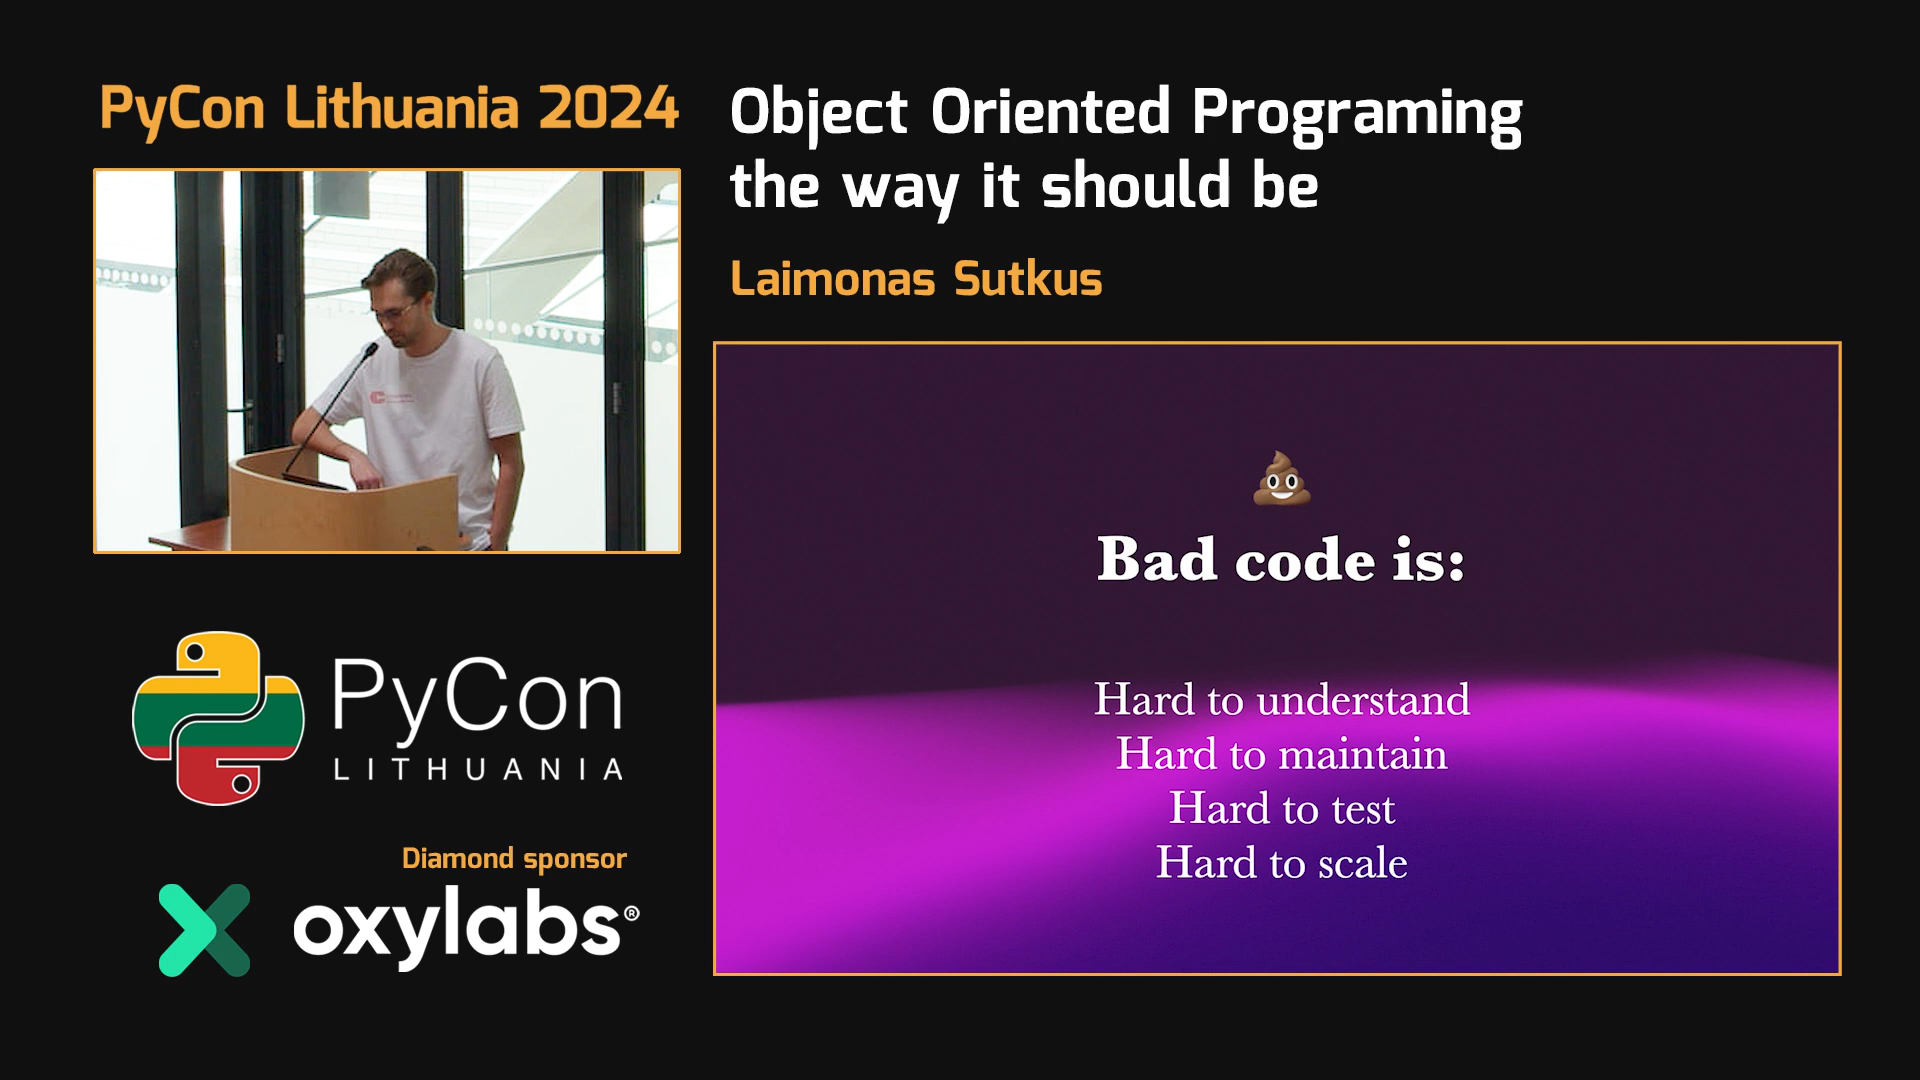 PyCon Lithuania 2024
Object Oriented Programing
the way it should be
Laimonas Sutkus
Bad code is:
Hard to understand
Hard to maintain
Hard to test
Hard to scale
PyCon
LITHUANIA
Diamond sponsor
oxylabs®